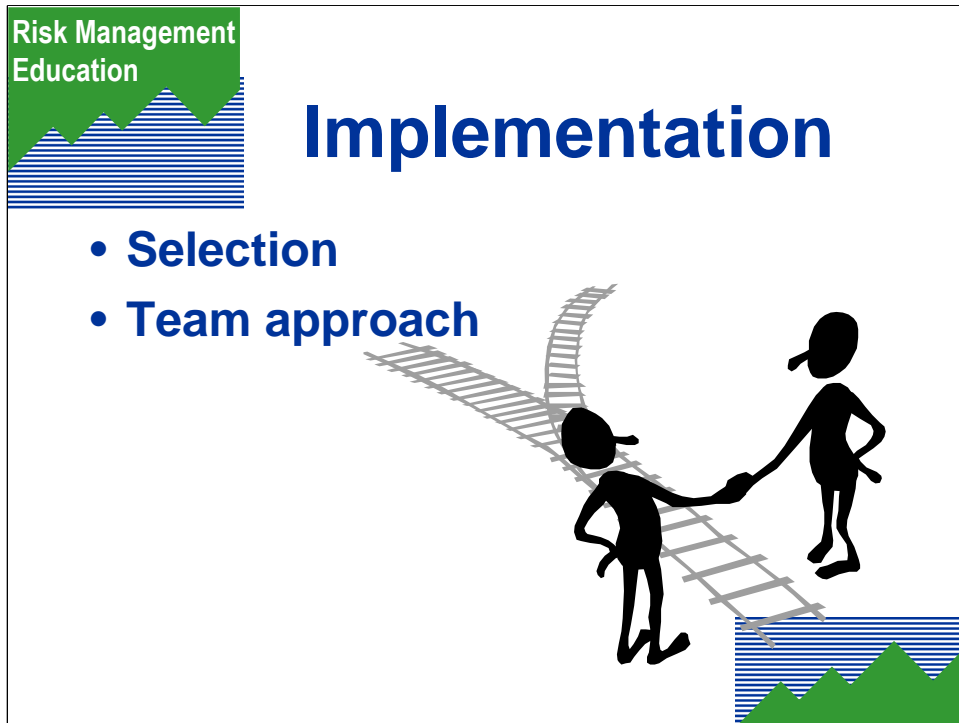 Risk Management
Education
Implementation
• Selection
• Team approach